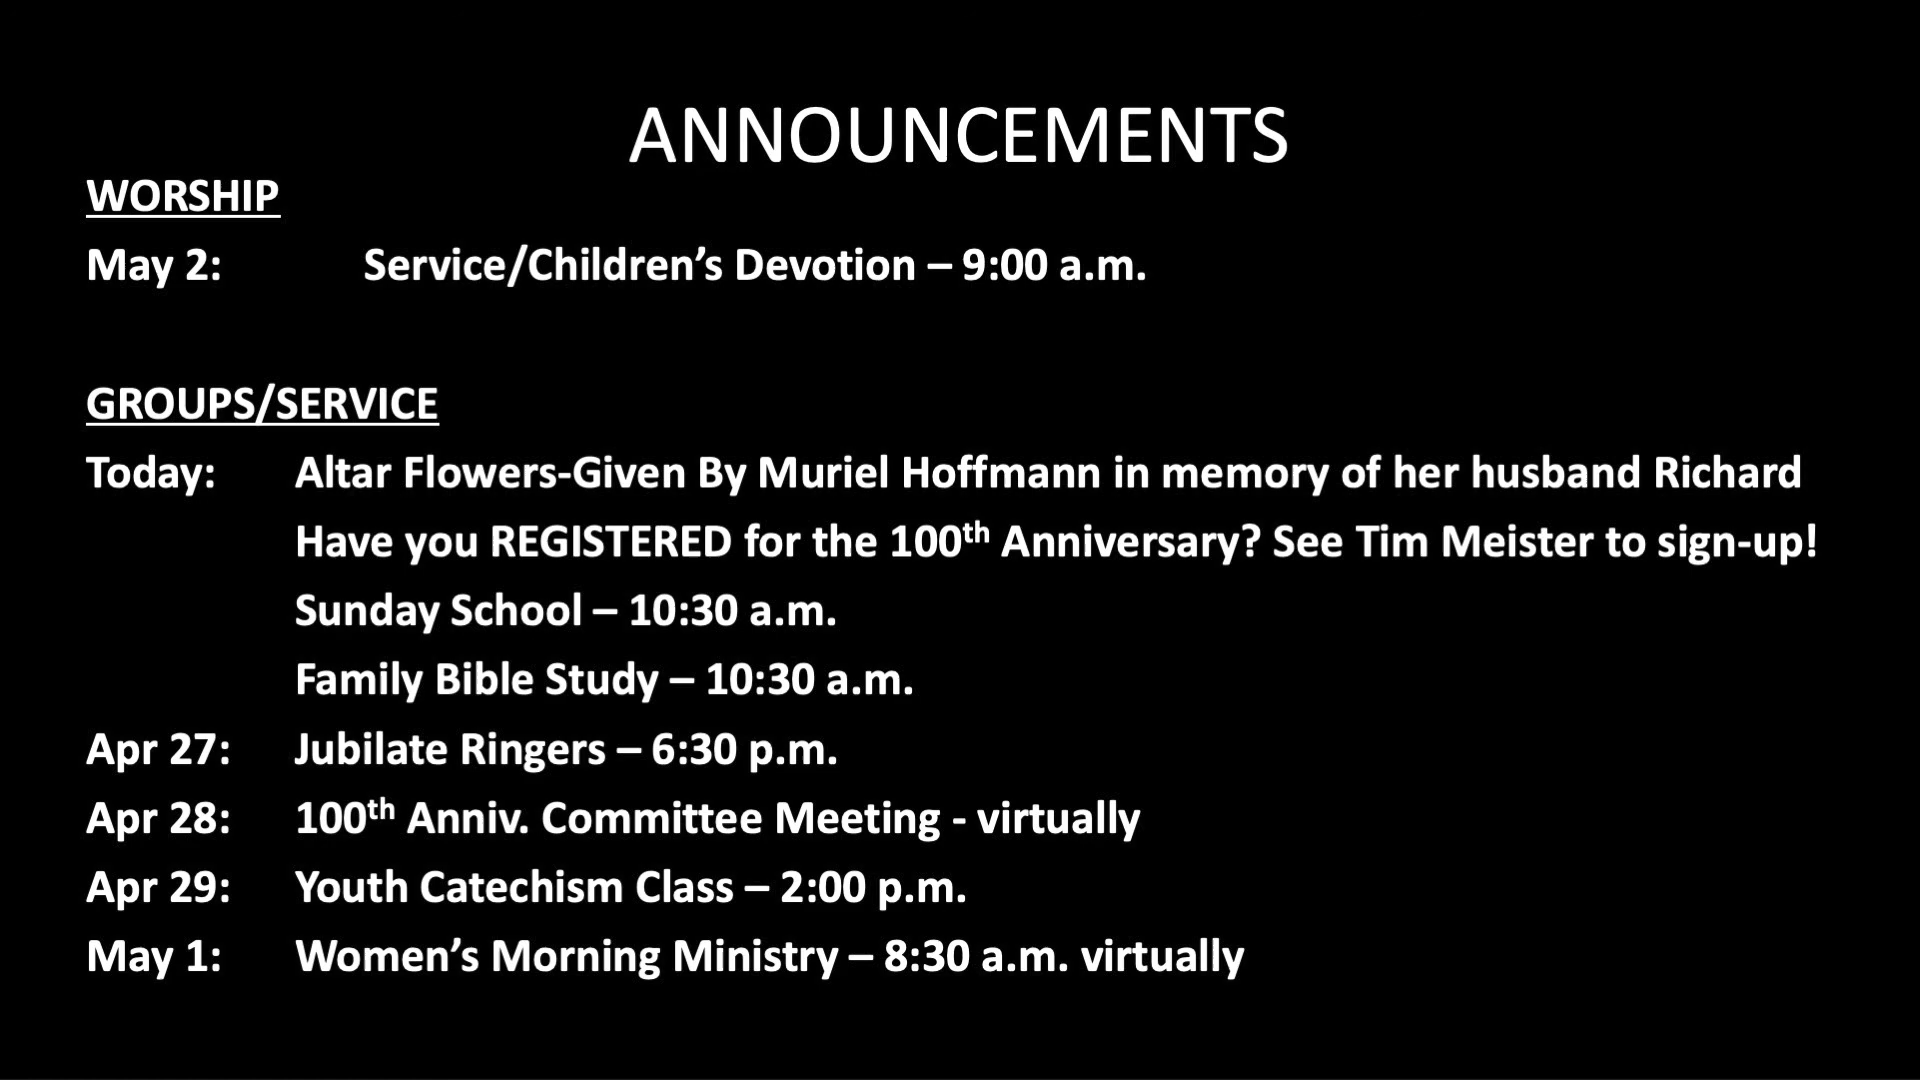 ANNOUNCEMENTS
WORSHIP
May 2: Service/Children’s Devotion – 9:00 a.m.
GROUPS/SERVICE
Today: Altar Flowers-Given By Muriel Hoffmann in memory of her husband Richard
Have you REGISTERED for the 100th Anniversary? See Tim Meister to sign-up!
Sunday School – 10:30 a.m.
Family Bible Study – 10:30 a.m.
Apr 27: Jubilate Ringers – 6:30 p.m.
Apr 28: 100th Anniv. Committee Meeting - virtually
Apr 29: Youth Catechism Class – 2:00 p.m.
May 1: Women’s Morning Ministry – 8:30 a.m. virtually